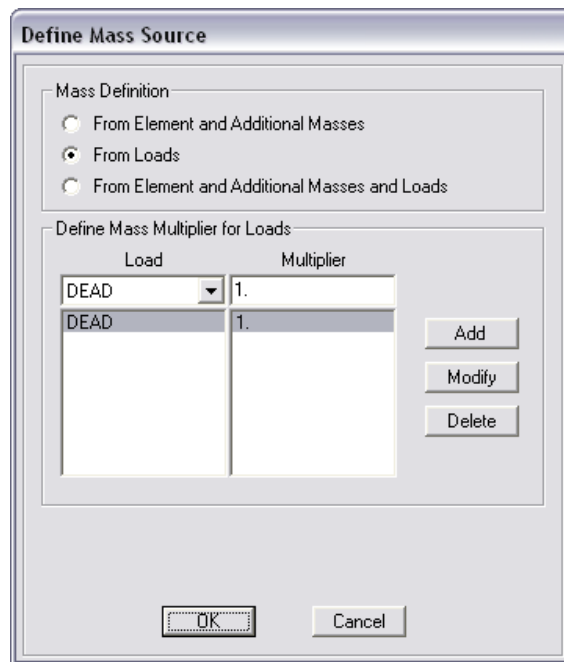 Define Mass Source
Mass Definition
From Element and Additional Masses
From Loads
From Element and Additional Masses and Loads
Define Mass Multiplier for Loads
Load Multiplier
DEAD 1.
DEAD 1.
Add
Modify
Delete
OK Cancel